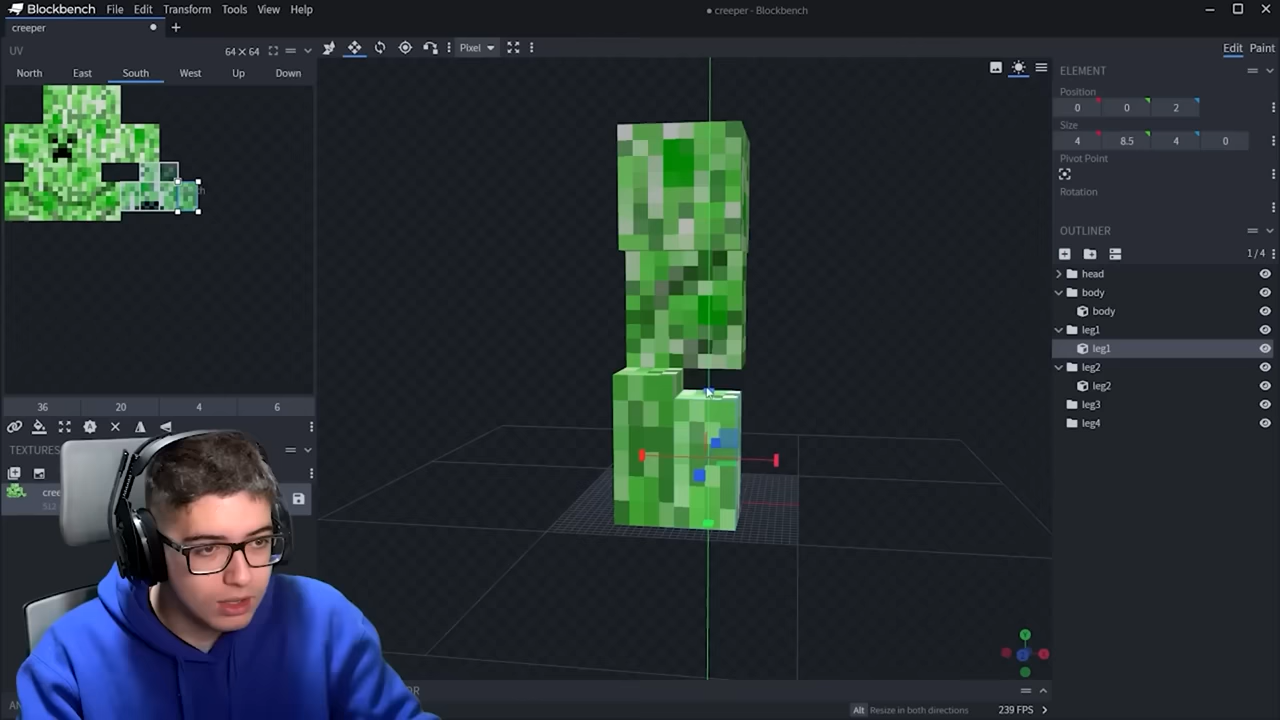 Blockbench File Edit Transform Tools View Help
creeper - Blockbench
creeper
UV 64 × 64
North East South West Up Down
36 20 4 6
TEXTURES
cree
512
Pixel
Edit Paint
ELEMENT
Position
0 0 2
Size
4 8.5 4 0
Pivot Point
Rotation
OUTLINER
1/4
head
body
body
leg1
leg1
leg2
leg2
leg3
leg4
Alt Resize in both directions 239 FPS